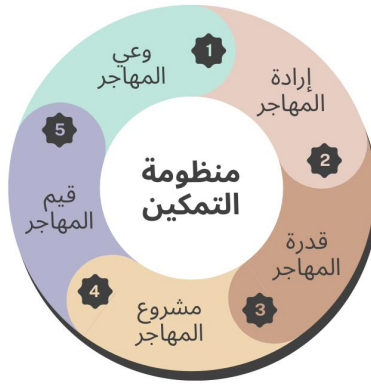 منظومة
التمكين
1
وعي
المهاجر
2
إرادة
المهاجر
3
قدرة
المهاجر
4
مشروع
المهاجر
5
قيم
المهاجر